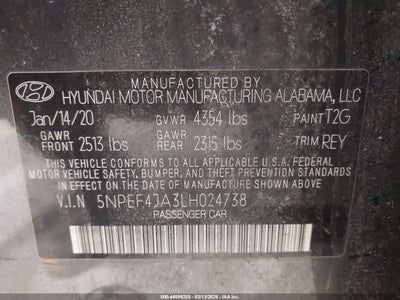 MANUFACTURED BY
HYUNDAI MOTOR MANUFACTURING ALABAMA, LLC
Jan/14/20 GVWR 4354 lbs PAINT T2G
GAWR FRONT 2513 lbs GAWR REAR 2315 lbs TRIM REY
THIS VEHICLE CONFORMS TO ALL APPLICABLE U.S.A. FEDERAL
MOTOR VEHICLE SAFETY, BUMPER, AND THEFT PREVENTION STANDARDS
IN EFFECT ON THE DATE OF MANUFACTURE SHOWN ABOVE.
V.I.N 5NPEF4JA3LH024738
PASSENGER CAR